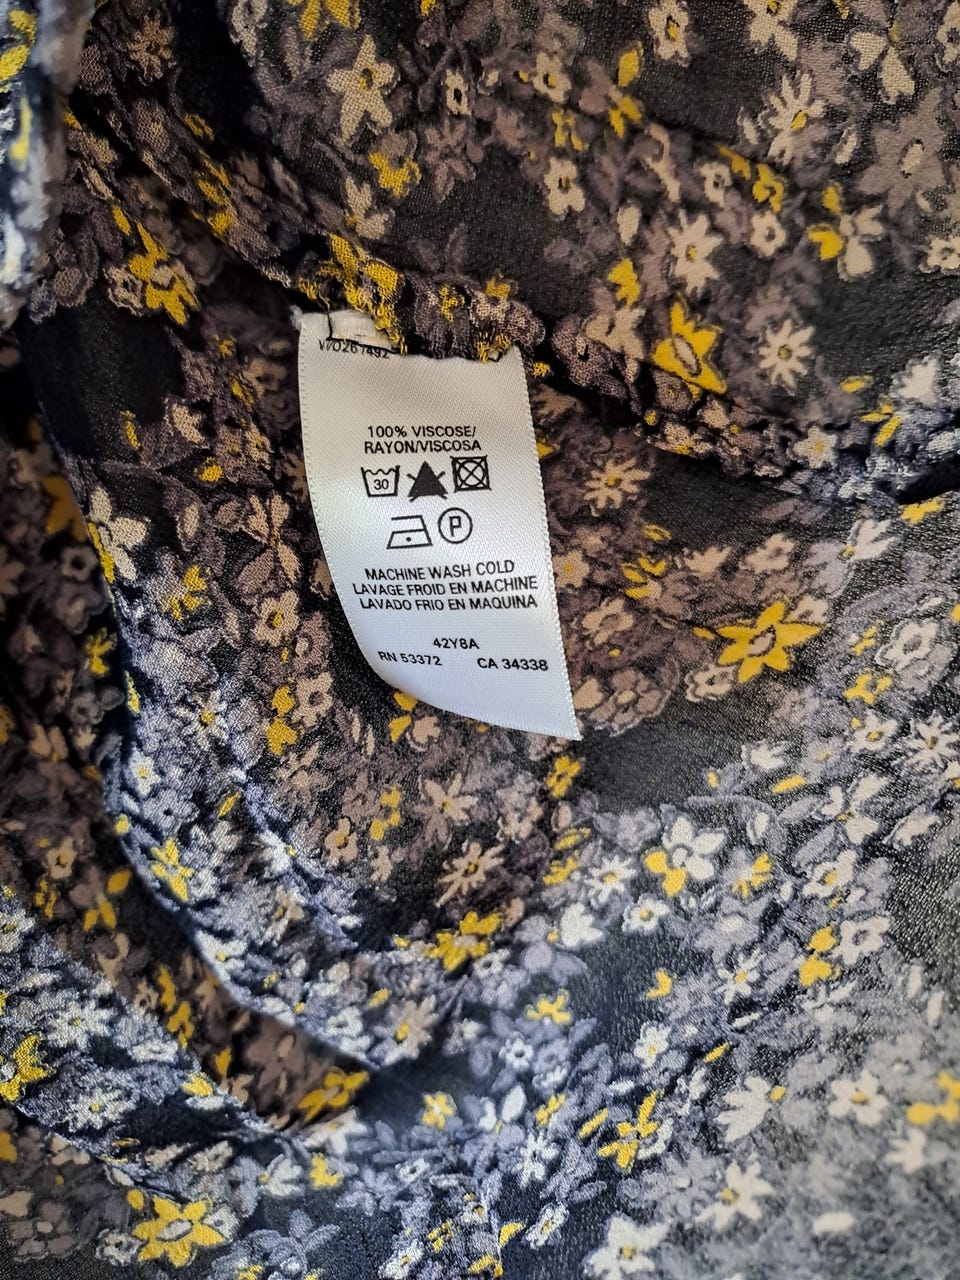 100% VISCOSE/
RAYON/VISCOSA
30
P
MACHINE WASH COLD
LAVAGE FROID EN MACHINE
LAVADO FRIO EN MAQUINA
42Y8A
RN 53372 CA 34338